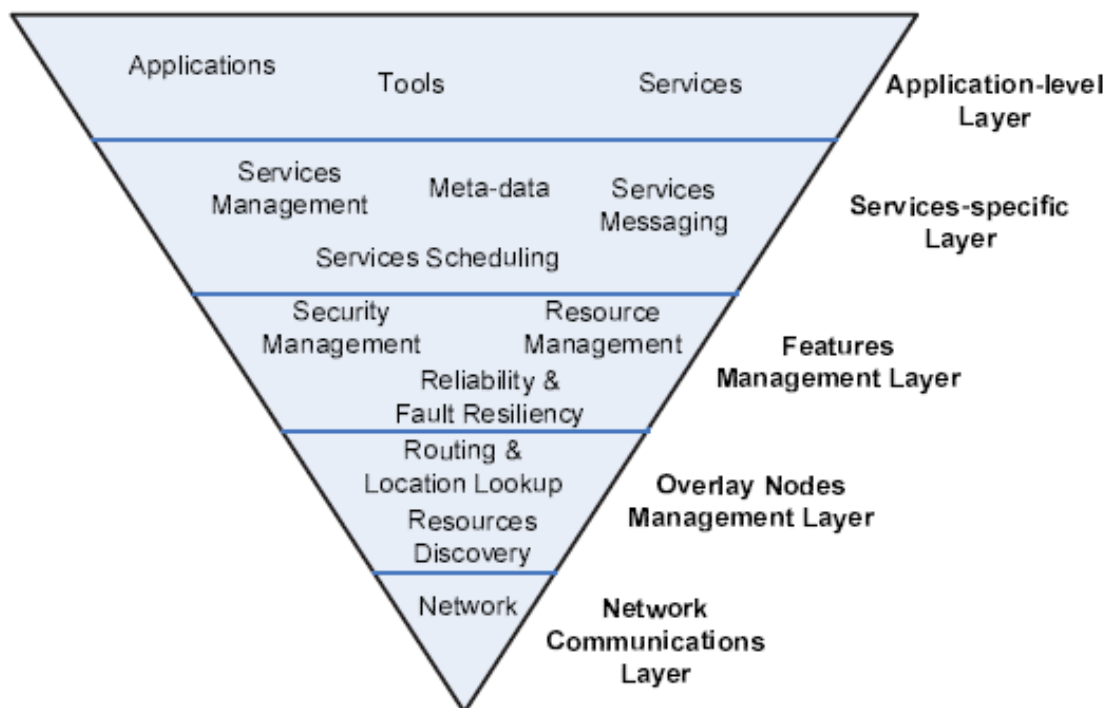 Applications
Tools
Services
Application-level
Layer
Services
Management
Meta-data
Services
Messaging
Services Scheduling
Services-specific
Layer
Security
Management
Resource
Management
Reliability &
Fault Resiliency
Features
Management Layer
Routing &
Location Lookup
Resources
Discovery
Overlay Nodes
Management Layer
Network
Network
Communications
Layer